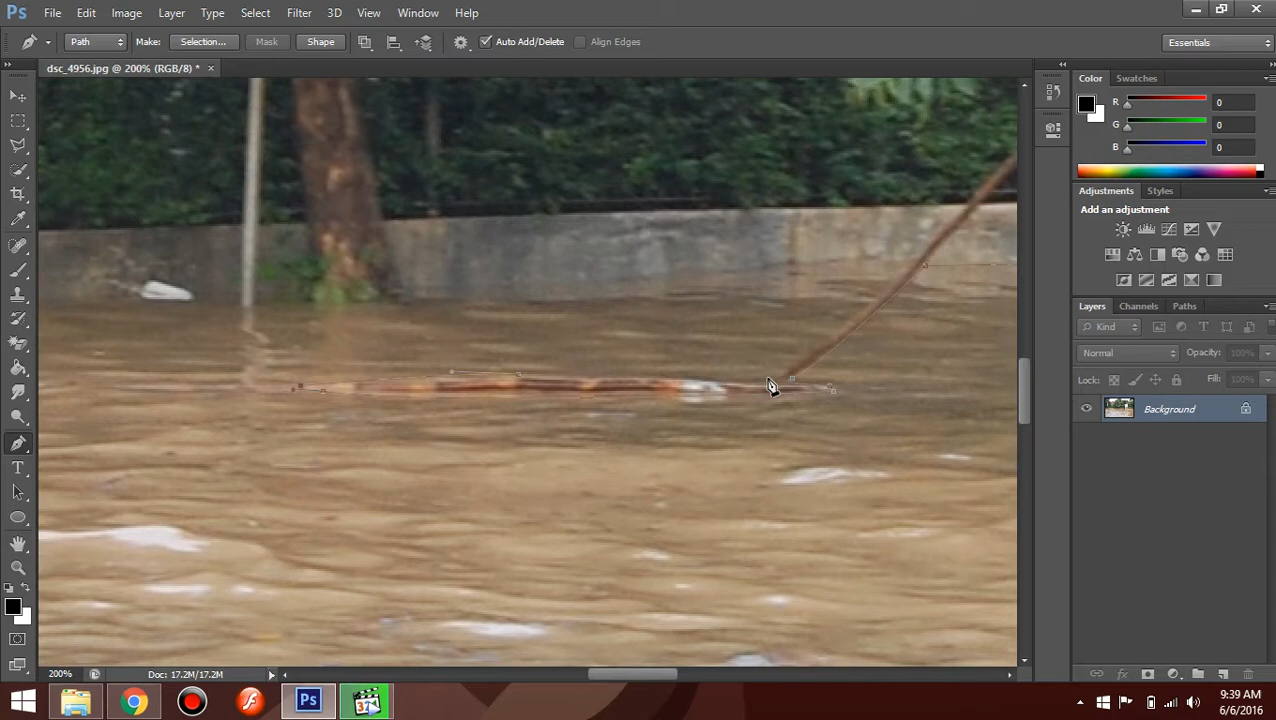 Ps File Edit Image Layer Type Select Filter 3D View Window Help
Path Make: Selection... Mask Shape Auto Add/Delete Align Edges Essentials
dsc_4956.jpg @ 200% (RGB/8) * ×
Color Swatches
R 0
G 0
B 0
Adjustments Styles
Add an adjustment
Layers Channels Paths
Kind
Normal Opacity: 100%
Lock: Fill: 100%
Background
200% Doc: 17.2M/17.2M
Ps 9:39 AM
6/6/2016